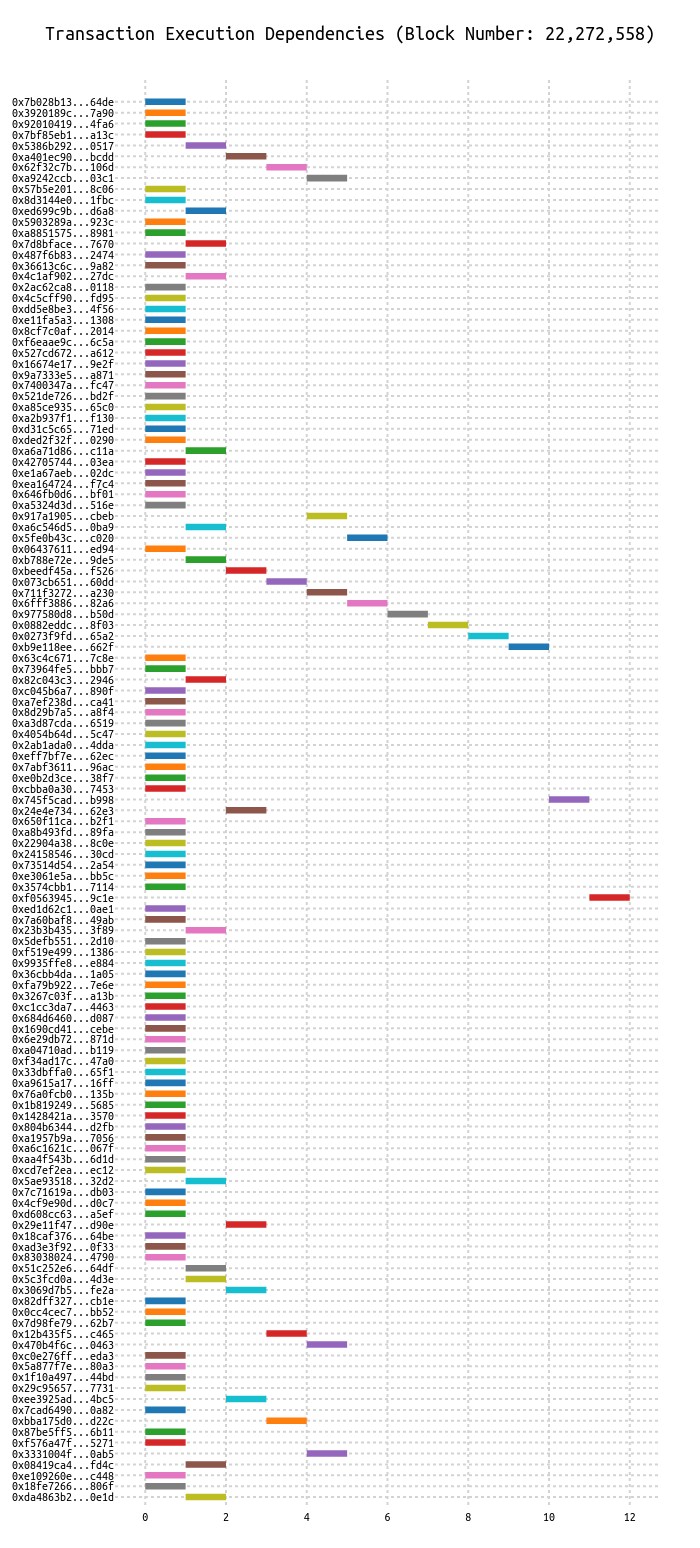 Transaction Execution Dependencies (Block Number: 22,272,558)
0x7b028b13...64de
0x3920189c...7a90
0x92010419...4fa6
0x7bf85eb1...a13c
0x5386b292...0517
0xa401ec90...bcdd
0x62f32c7b...106d
0xa9242ccb...03c1
0x57b5e201...8c06
0x8d3144e0...1fbc
0xed699c9b...d6a8
0x5903289a...923c
0xa8851575...8981
0x7d8bface...7670
0x487f6b83...2474
0x36613c6c...9a82
0x4c1af902...27dc
0x2ac62ca8...0118
0x4c5cff90...fd95
0xdd5e8be3...4f56
0xe11fa5a3...1308
0x8cf7c0af...2014
0xf6eaae9c...6c5a
0x527cd672...a612
0x16674e17...9e2f
0x9a7333e5...a871
0x7400347a...fc47
0x521de726...bd2f
0xa85ce935...65c0
0xa2b937f1...f130
0xd31c5c65...71ed
0xded2f32f...0290
0xa6a71d86...c11a
0x42705744...03ea
0xe1a67aeb...02dc
0xea164724...f7c4
0x646fb0d6...bf01
0xa5324d3d...516e
0x917a1905...cbeb
0xa6c546d5...0ba9
0x5fe0b43c...c020
0x06437611...ed94
0xb788e72e...9de5
0xbeedf45a...f526
0x073cb651...60dd
0x711f3272...a230
0x6fff3886...82a6
0x977580d8...b50d
0x0882eddc...8f03
0x0273f9fd...65a2
0xb9e118ee...662f
0x63c4c671...7c8e
0x73964fe5...bbb7
0x82c043c3...2946
0xc045b6a7...890f
0xa7ef238d...ca41
0x8d29b7a5...a8f4
0xa3d87cda...6519
0x4054b64d...5c47
0x2ab1ada0...4dda
0xeff7bf7e...62ec
0x7abf3611...96ac
0xe0b2d3ce...38f7
0xcbba0a30...7453
0x745f5cad...b998
0x24e4e734...62e3
0x650f11ca...b2f1
0xa8b493fd...89fa
0x22904a38...8c0e
0x24158546...30cd
0x73514d54...2a54
0xe3061e5a...bb5c
0x3574cbb1...7114
0xf0563945...9c1e
0xed1d62c1...0ae1
0x7a60baf8...49ab
0x23b3b435...3f89
0x5defb551...2d10
0xf519e499...1386
0x9935ffe8...e884
0x36cbb4da...1a05
0xfa79b922...7e6e
0x3267c03f...a13b
0xc1cc3da7...4463
0x684d6460...d087
0x1690cd41...cebe
0x6e29db72...871d
0xa04710ad...b119
0xf34ad17c...47a0
0x33dbffa0...65f1
0xa9615a17...16ff
0x76a0fcb0...135b
0x1b819249...5685
0x1428421a...3570
0x804b6344...d2fb
0xa1957b9a...7056
0xa6c1621c...067f
0xaa4f543b...6d1d
0xcd7ef2ea...ec12
0x5ae93518...32d2
0x7c71619a...db03
0x4cf9e90d...d0c7
0xd608cc63...a5ef
0x29e11f47...d90e
0x18caf376...64be
0xad3e3f92...0f33
0x83038024...4790
0x51c252e6...64df
0x5c3fcd0a...4d3e
0x3069d7b5...fe2a
0x82dff327...cb1e
0x0cc4cec7...bb52
0x7d98fe79...62b7
0x12b435f5...c465
0x470b4f6c...0463
0xc0e276ff...eda3
0x5a877f7e...80a3
0x1f10a497...44bd
0x29c95657...7731
0xee3925ad...4bc5
0x7cad6490...0a82
0xbba175d0...d22c
0x87be5ff5...6b11
0xf576a47f...5271
0x3331004f...0ab5
0x08419ca4...fd4c
0xe109260e...c448
0x18fe7266...806f
0xda4863b2...0e1d
0 2 4 6 8 10 12